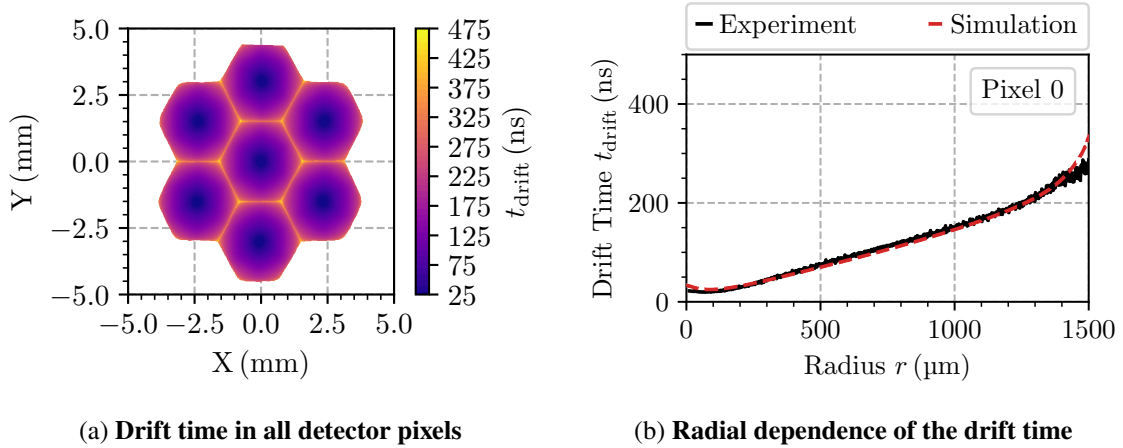 5.0
2.5
0.0
−2.5
−5.0
Y (mm)
−5.0 −2.5 0.0 2.5 5.0
X (mm)
475
425
375
325
275
225
175
125
75
25
t_drift (ns)
(a) Drift time in all detector pixels
Experiment Simulation
Pixel 0
400
200
0
Drift Time t_drift (ns)
0 500 1000 1500
Radius r (µm)
(b) Radial dependence of the drift time